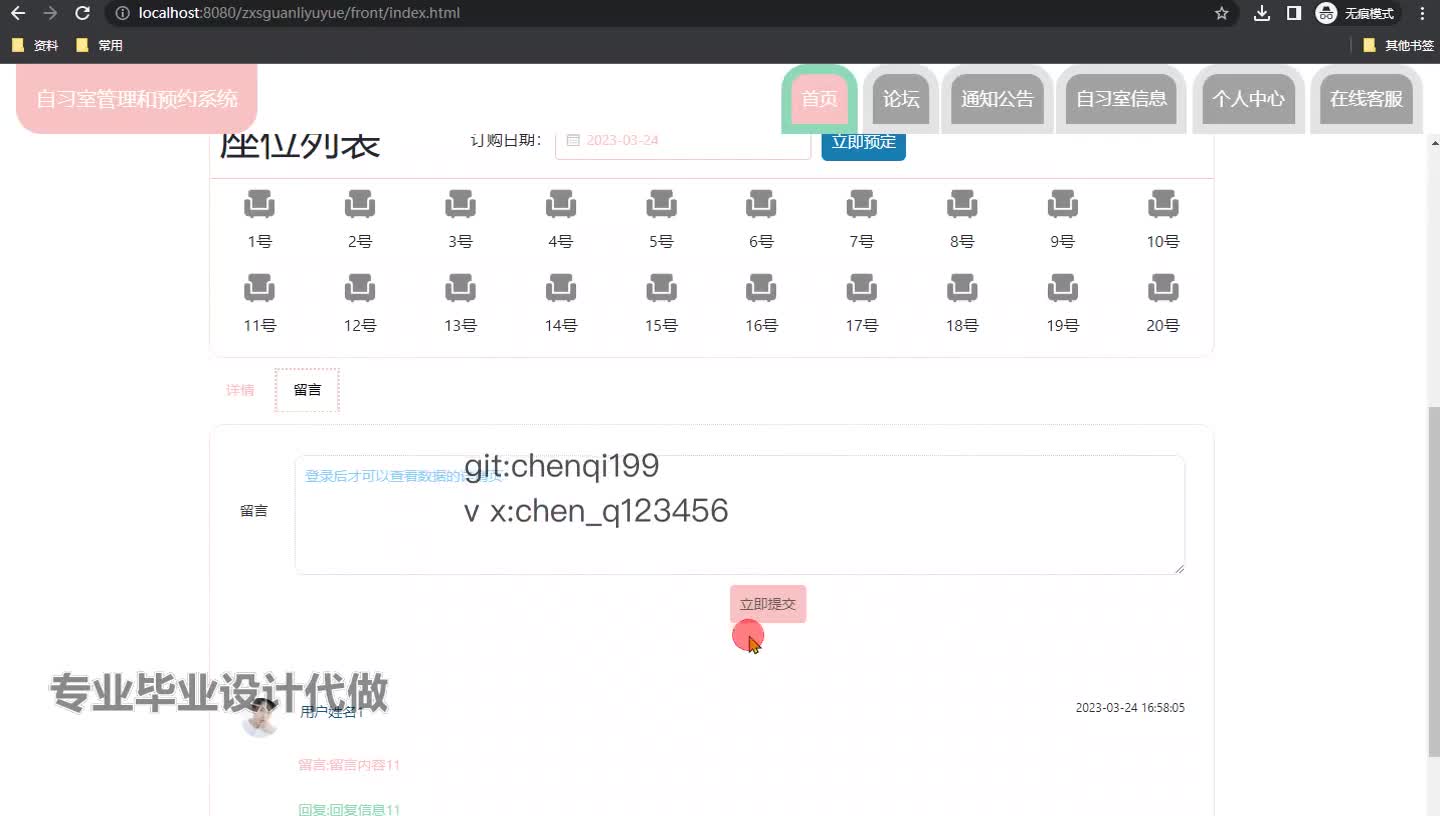 localhost:8080/zxsguanliyuyue/front/index.html
无痕模式
资料 常用 其他书签
自习室管理和预约系统 首页 论坛 通知公告 自习室信息 个人中心 在线客服
座位列表 订购日期: 2023-03-24 立即预定
1号 2号 3号 4号 5号 6号 7号 8号 9号 10号
11号 12号 13号 14号 15号 16号 17号 18号 19号 20号
详情 留言
git:chenqi199
登录后才可以查看数据的
留言
v x:chen_q123456
立即提交
专业毕业设计代做
用户姓名1 2023-03-24 16:58:05
留言:留言内容11
回复:回复信息11